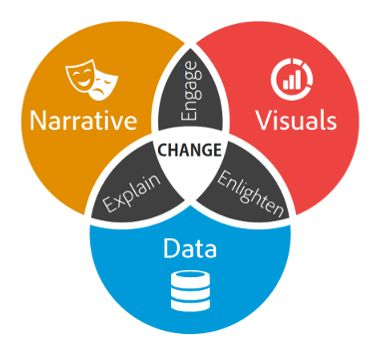 Engage
Narrative
Visuals
CHANGE
Explain
Enlighten
Data